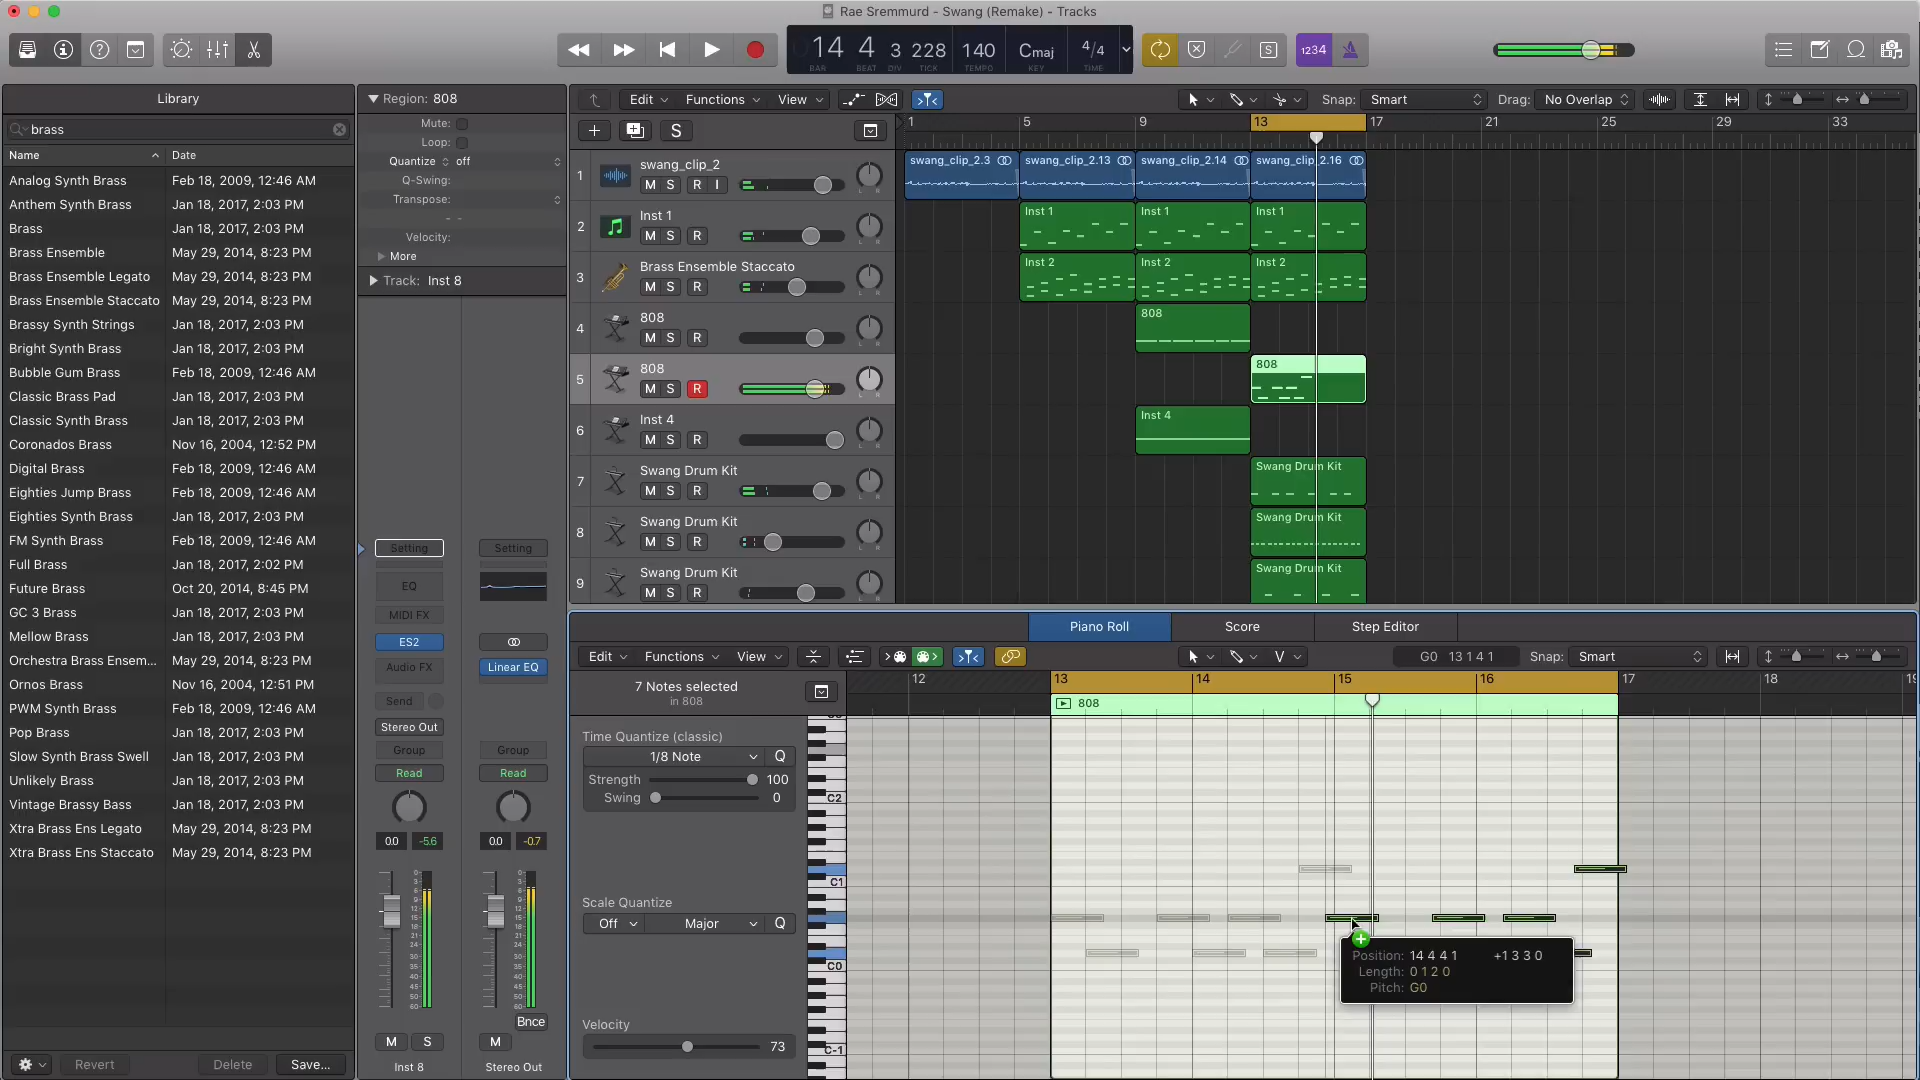 Rae Sremmurd - Swang (Remake) - Tracks
14 4 3 228 140 Cmaj 4/4
BAR BEAT DIV TICK TEMPO KEY TIME
S
1234
Library
brass
Name Date
Analog Synth Brass Feb 18, 2009, 12:46 AM
Anthem Synth Brass Jan 18, 2017, 2:03 PM
Brass Jan 18, 2017, 2:03 PM
Brass Ensemble May 29, 2014, 8:23 PM
Brass Ensemble Legato May 29, 2014, 8:23 PM
Brass Ensemble Staccato May 29, 2014, 8:23 PM
Brassy Synth Strings Jan 18, 2017, 2:03 PM
Bright Synth Brass Jan 18, 2017, 2:03 PM
Bubble Gum Brass Feb 18, 2009, 12:46 AM
Classic Brass Pad Jan 18, 2017, 2:03 PM
Classic Synth Brass Jan 18, 2017, 2:03 PM
Coronados Brass Nov 16, 2004, 12:52 PM
Digital Brass Feb 18, 2009, 12:46 AM
Eighties Jump Brass Feb 18, 2009, 12:46 AM
Eighties Synth Brass Jan 18, 2017, 2:03 PM
FM Synth Brass Feb 18, 2009, 12:46 AM
Full Brass Jan 18, 2017, 2:02 PM
Future Brass Oct 20, 2014, 8:45 PM
GC 3 Brass Jan 18, 2017, 2:03 PM
Mellow Brass Jan 18, 2017, 2:03 PM
Orchestra Brass Ensem... May 29, 2014, 8:23 PM
Ornos Brass Nov 16, 2004, 12:51 PM
PWM Synth Brass Feb 18, 2009, 12:46 AM
Pop Brass Jan 18, 2017, 2:03 PM
Slow Synth Brass Swell Jan 18, 2017, 2:03 PM
Unlikely Brass Jan 18, 2017, 2:03 PM
Vintage Brassy Bass Jan 18, 2017, 2:03 PM
Xtra Brass Ens Legato May 29, 2014, 8:23 PM
Xtra Brass Ens Staccato May 29, 2014, 8:23 PM
Revert Delete Save...
Region: 808
Mute:
Loop:
Quantize off
Q-Swing:
Transpose:
- -
Velocity:
More
Track: Inst 8
Setting Setting
EQ
MIDI FX
ES2
Audio FX Linear EQ
Send
Stereo Out
Group Group
Read Read
0.0 -5.6 0.0 -0.7
Bnce
M S M
Inst 8 Stereo Out
Edit Functions View Snap: Smart Drag: No Overlap
S
1 5 9 13 17 21 25 29 33
1 swang_clip_2
M S R I
swang_clip_2.3 swang_clip_2.13 swang_clip_2.14 swang_clip_2.16
2 Inst 1
M S R
Inst 1 Inst 1 Inst 1
3 Brass Ensemble Staccato
M S R
Inst 2 Inst 2 Inst 2
4 808
M S R
808
5 808
M S R
808
6 Inst 4
M S R
Inst 4
7 Swang Drum Kit
M S R
Swang Drum Kit
8 Swang Drum Kit
M S R
Swang Drum Kit
9 Swang Drum Kit
M S R
Swang Drum Kit
Piano Roll Score Step Editor
Edit Functions View V G0 13 1 4 1 Snap: Smart
7 Notes selected
in 808
12 13 14 15 16 17 18 19
808
Time Quantize (classic)
1/8 Note Q
Strength 100
Swing 0
Scale Quantize
Off Major Q
Velocity
73
C2
C1
C0
C-1
Position: 14 4 4 1 +1 3 3 0
Length: 0 1 2 0
Pitch: G0